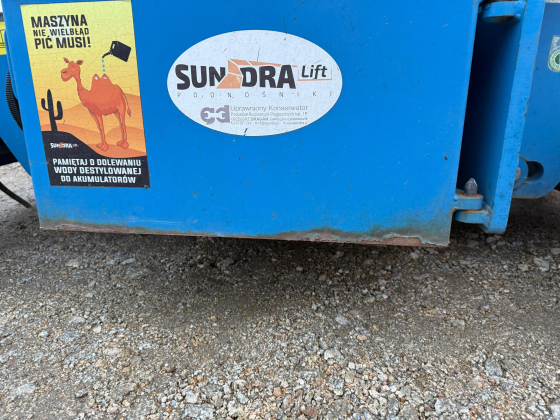 MASZYNA
NIE WIELBŁĄD
PIĆ MUSI!
SUNDRA
PAMIĘTAJ O DOLEWANIU
WODY DESTYLOWANEJ
DO AKUMULATORÓW
SUNDRA Lift
PODNOŚNIKI
Uprawniony Konserwator